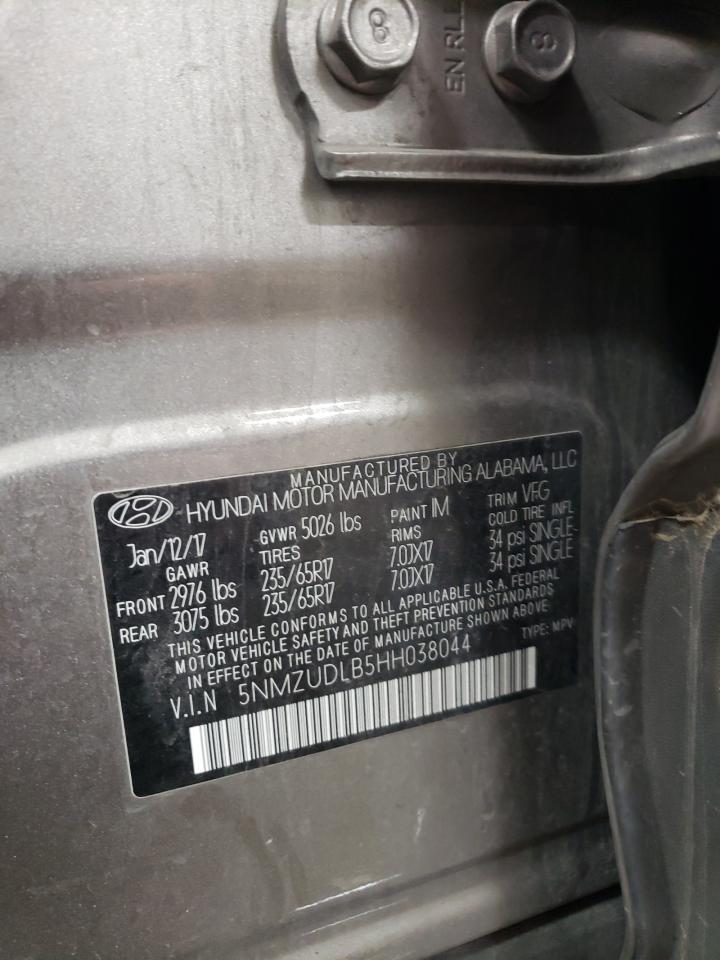 8
EN RLL
8
MANUFACTURED BY
HYUNDAI MOTOR MANUFACTURING ALABAMA, LLC
Jan/12/17 GVWR 5026 lbs PAINT IM TRIM VFG
GAWR TIRES RIMS COLD TIRE INFL
FRONT 2976 lbs 235/65R17 7.0JX17 34 psi SINGLE
REAR 3075 lbs 235/65R17 7.0JX17 34 psi SINGLE
THIS VEHICLE CONFORMS TO ALL APPLICABLE U.S.A. FEDERAL
MOTOR VEHICLE SAFETY AND THEFT PREVENTION STANDARDS
IN EFFECT ON THE DATE OF MANUFACTURE SHOWN ABOVE
V.I.N 5NMZUDLB5HH038044 TYPE: MPV